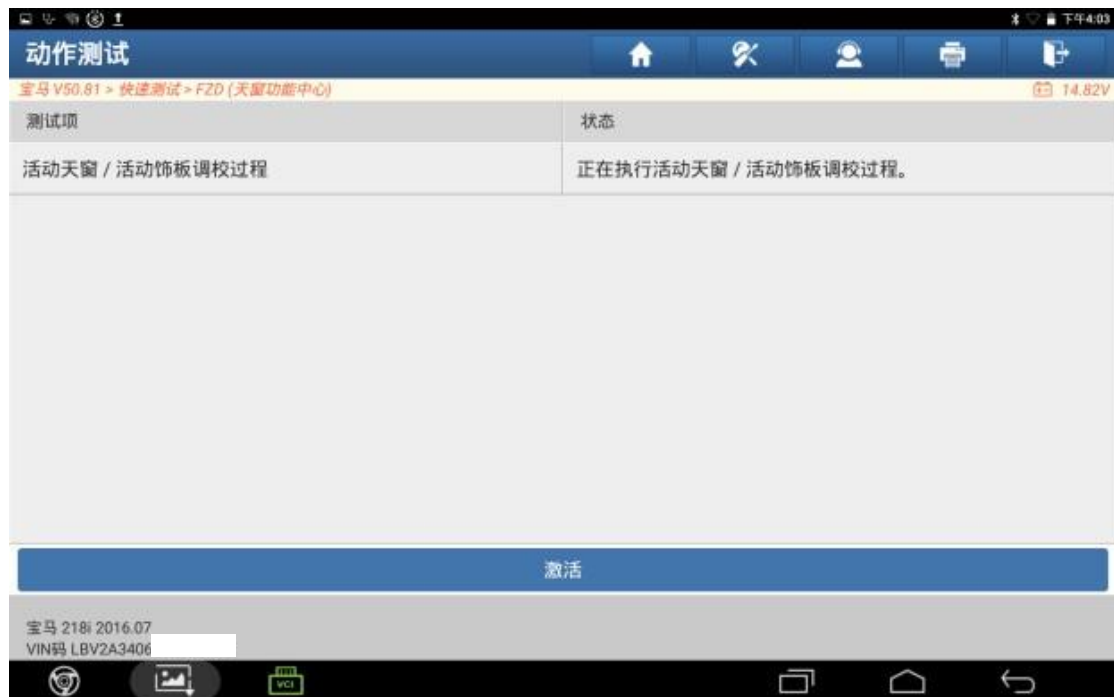 下午4:03
动作测试
宝马 V50.81 > 快速测试 > FZD (天窗功能中心)
14.82V
测试项
状态
活动天窗 / 活动饰板调校过程
正在执行活动天窗 / 活动饰板调校过程。
激活
宝马 218i 2016.07
VIN码 LBV2A3406
VCI